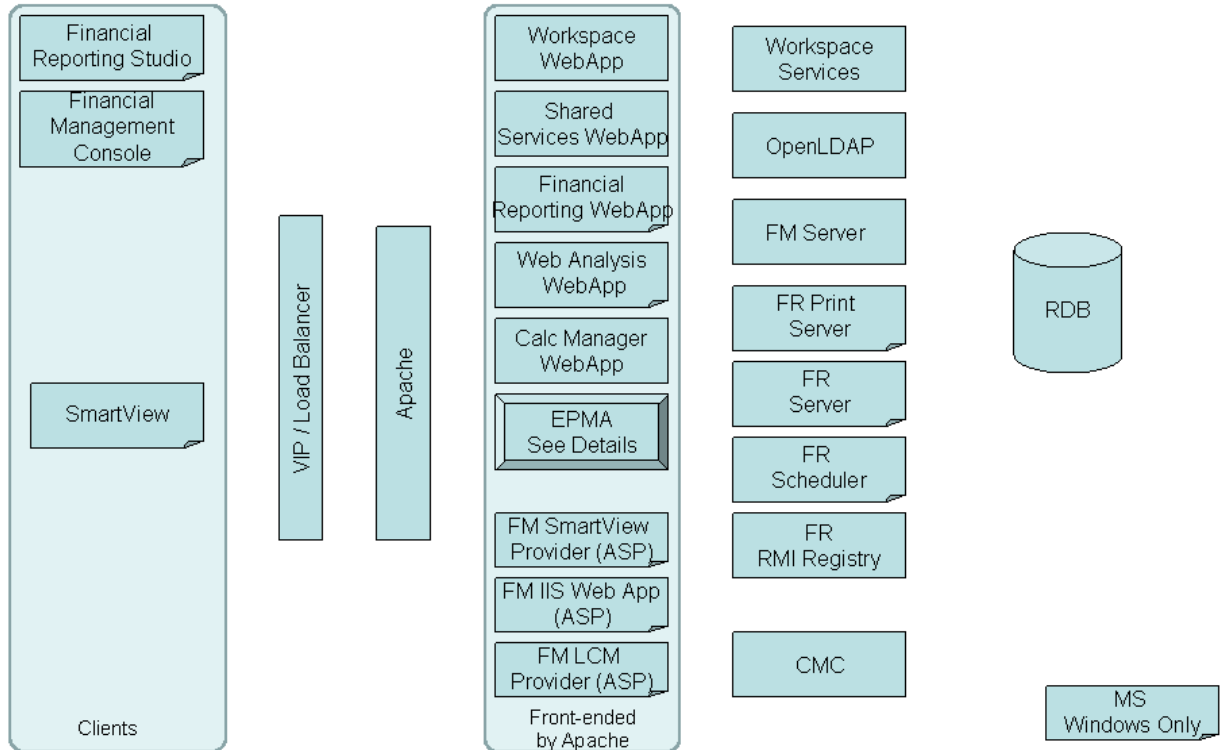 Financial
Reporting Studio
Financial
Management
Console
SmartView
Clients
VIP / Load Balancer
Apache
Workspace
WebApp
Shared
Services WebApp
Financial
Reporting WebApp
Web Analysis
WebApp
Calc Manager
WebApp
EPMA
See Details
FM SmartView
Provider (ASP)
FM IIS Web App
(ASP)
FM LCM
Provider (ASP)
Front-ended
by Apache
Workspace
Services
OpenLDAP
FM Server
FR Print
Server
FR
Server
FR
Scheduler
FR
RMI Registry
CMC
RDB
MS
Windows Only